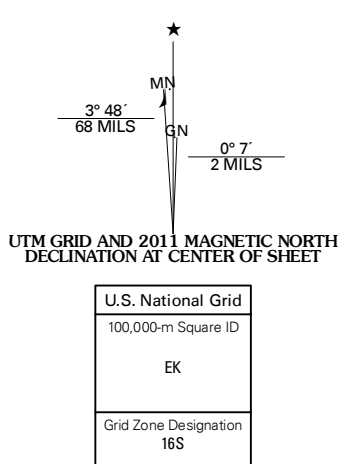 ★
MN
3° 48´
68 MILS
GN
0° 7´
2 MILS
UTM GRID AND 2011 MAGNETIC NORTH
DECLINATION AT CENTER OF SHEET
U.S. National Grid
100,000-m Square ID
EK
Grid Zone Designation
16S